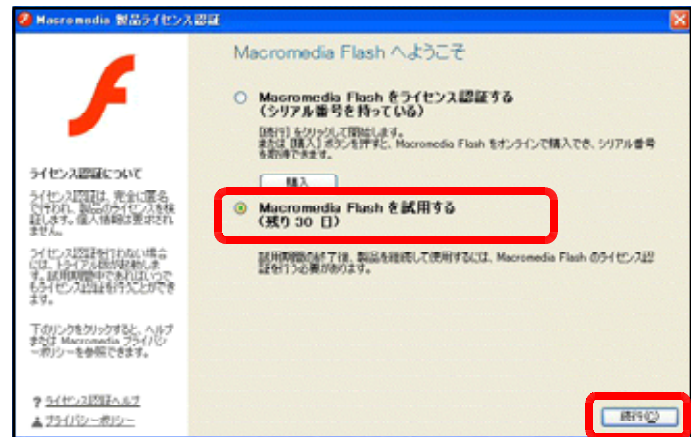 Macromedia 製品ライセンス認証
Macromedia Flash へようこそ
Macromedia Flash をライセンス認証する
(シリアル番号を持っている)
[続行] をクリックして開始します。
または [購入] ボタンを押すと、Macromedia Flash をオンラインで購入でき、シリアル番号
を取得できます。
購入
Macromedia Flash を試用する
(残り 30 日)
試用期間の終了後、製品を継続して使用するには、Macromedia Flash のライセンス認
証を行う必要があります。
ライセンス認証について
ライセンス認証は、完全に匿名
で行われ、製品のライセンスを検
証します。個人情報は要求され
ません。
ライセンス認証を行わない場合
には、トライアル版が起動しま
す。試用期間中であればいつで
もライセンス認証を行うことができ
ます。
下のリンクをクリックすると、ヘルプ
または Macromedia プライバシ
ーポリシーを参照できます。
? ライセンス認証ヘルプ
プライバシーポリシー
続行(C)